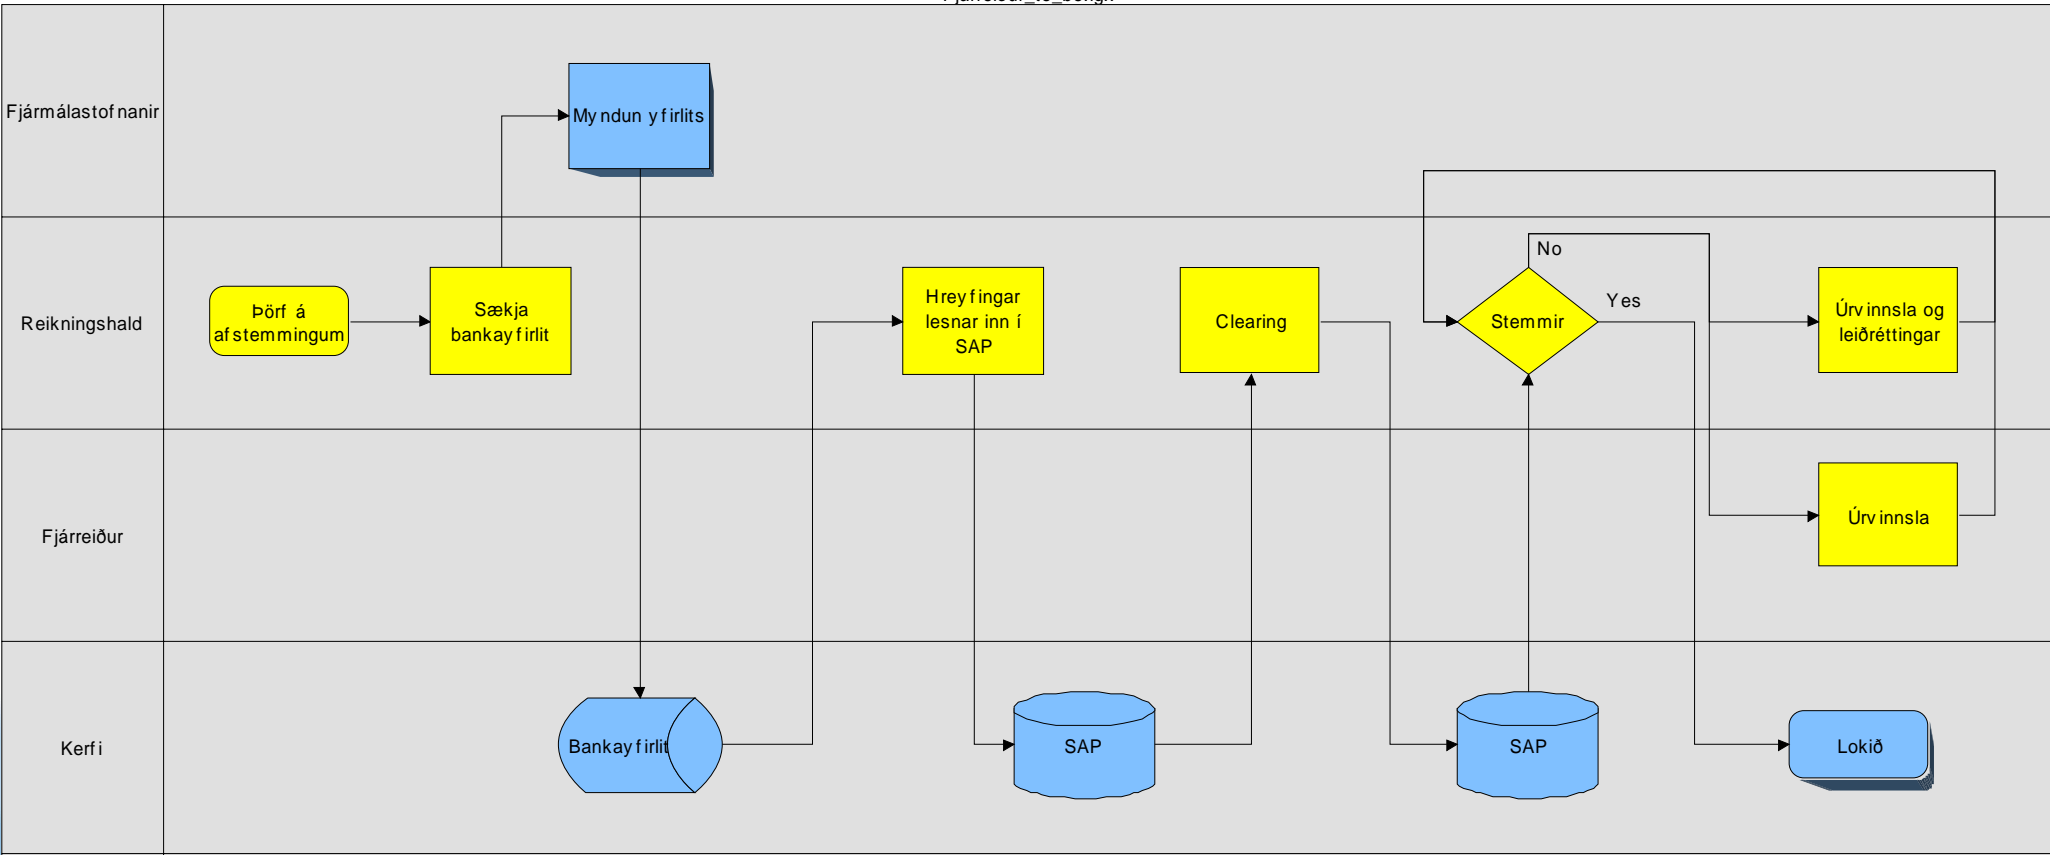 Fjármálastofnanir
Myndun yfirlits
Reikningshald
Þörf á
afstemmingum
Sækja
bankayfirlit
Hreyfingar
lesnar inn í
SAP
Clearing
Stemmir
No
Yes
Úrvinnsla og
leiðréttingar
Fjárreiður
Úrvinnsla
Kerfi
Bankayfirlit
SAP
SAP
Lokið